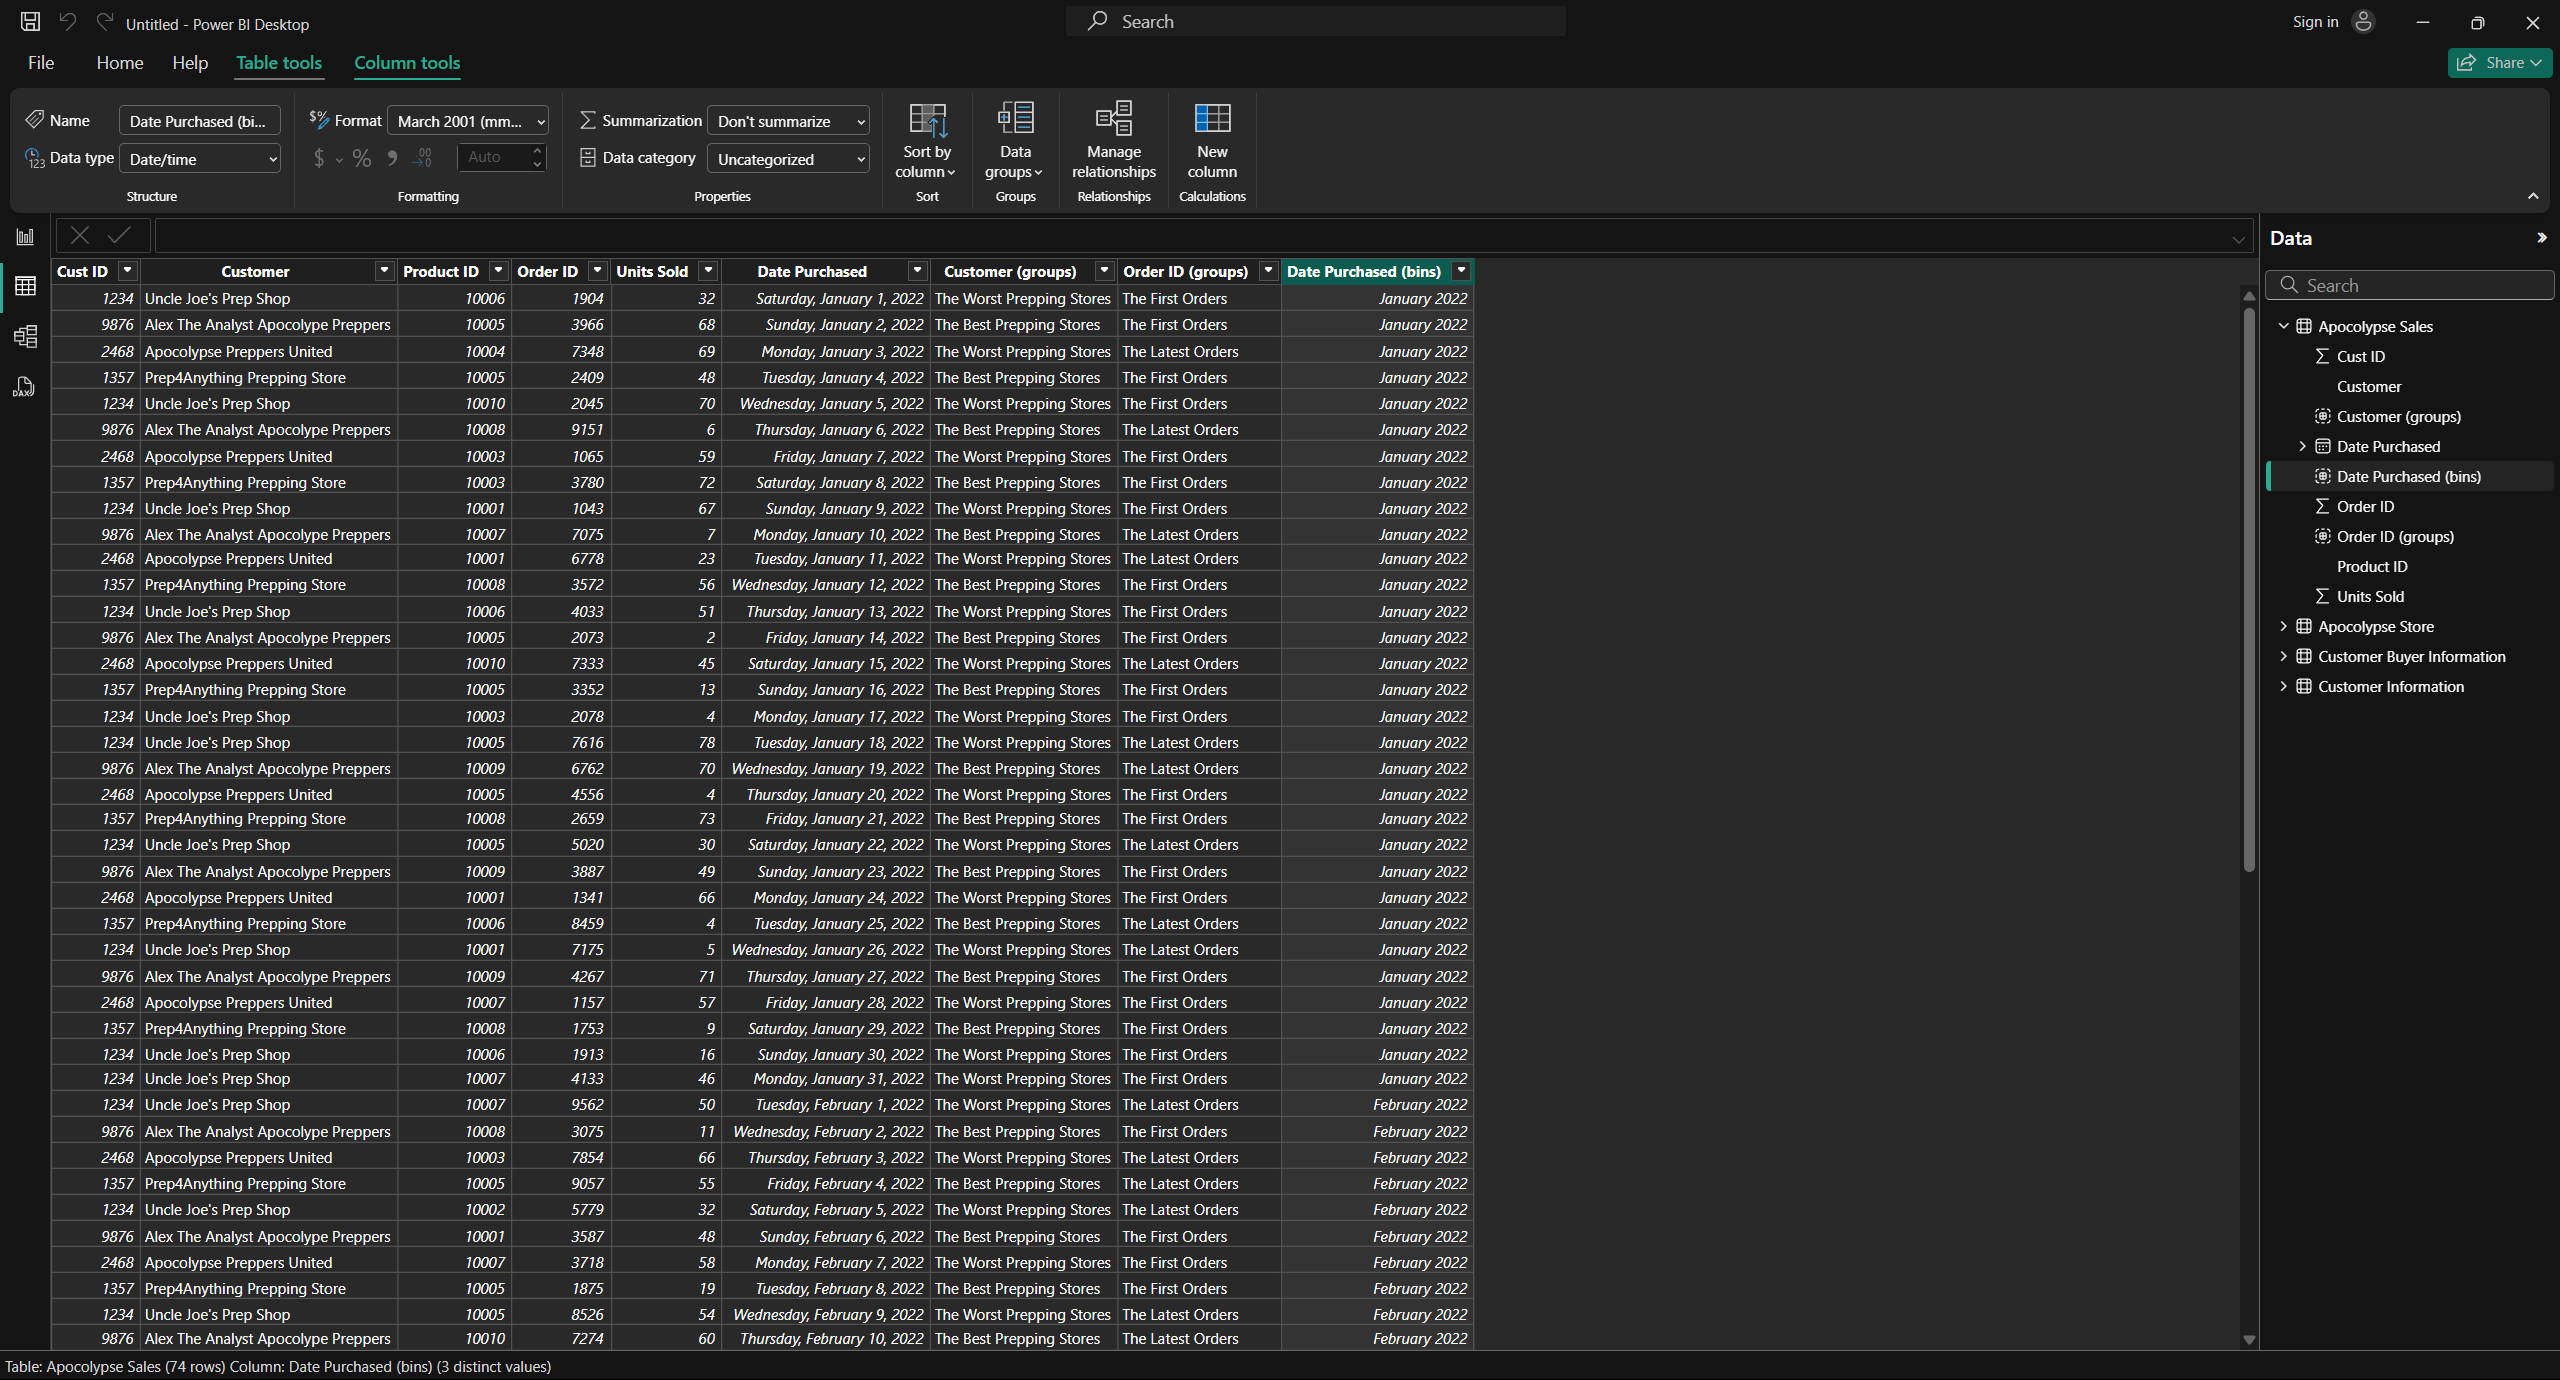 Untitled - Power BI Desktop
Search
Sign in
File Home Help Table tools Column tools
Share
Name Date Purchased (bi...
Format March 2001 (mm...
Summarization Don't summarize
Data type Date/time
$ % 9 .00 Auto
Data category Uncategorized
Sort by column
Data groups
Manage relationships
New column
Structure Formatting Properties Sort Groups Relationships Calculations
Cust ID Customer Product ID Order ID Units Sold Date Purchased Customer (groups) Order ID (groups) Date Purchased (bins)
1234 Uncle Joe's Prep Shop 10006 1904 32 Saturday, January 1, 2022 The Worst Prepping Stores The First Orders January 2022
9876 Alex The Analyst Apocolype Preppers 10005 3966 68 Sunday, January 2, 2022 The Best Prepping Stores The First Orders January 2022
2468 Apocolypse Preppers United 10004 7348 69 Monday, January 3, 2022 The Worst Prepping Stores The Latest Orders January 2022
1357 Prep4Anything Prepping Store 10005 2409 48 Tuesday, January 4, 2022 The Best Prepping Stores The First Orders January 2022
1234 Uncle Joe's Prep Shop 10010 2045 70 Wednesday, January 5, 2022 The Worst Prepping Stores The First Orders January 2022
9876 Alex The Analyst Apocolype Preppers 10008 9151 6 Thursday, January 6, 2022 The Best Prepping Stores The Latest Orders January 2022
2468 Apocolypse Preppers United 10003 1065 59 Friday, January 7, 2022 The Worst Prepping Stores The First Orders January 2022
1357 Prep4Anything Prepping Store 10003 3780 72 Saturday, January 8, 2022 The Best Prepping Stores The First Orders January 2022
1234 Uncle Joe's Prep Shop 10001 1043 67 Sunday, January 9, 2022 The Worst Prepping Stores The First Orders January 2022
9876 Alex The Analyst Apocolype Preppers 10007 7075 7 Monday, January 10, 2022 The Best Prepping Stores The Latest Orders January 2022
2468 Apocolypse Preppers United 10001 6778 23 Tuesday, January 11, 2022 The Worst Prepping Stores The Latest Orders January 2022
1357 Prep4Anything Prepping Store 10008 3572 56 Wednesday, January 12, 2022 The Best Prepping Stores The First Orders January 2022
1234 Uncle Joe's Prep Shop 10006 4033 51 Thursday, January 13, 2022 The Worst Prepping Stores The First Orders January 2022
9876 Alex The Analyst Apocolype Preppers 10005 2073 2 Friday, January 14, 2022 The Best Prepping Stores The First Orders January 2022
2468 Apocolypse Preppers United 10010 7333 45 Saturday, January 15, 2022 The Worst Prepping Stores The Latest Orders January 2022
1357 Prep4Anything Prepping Store 10005 3352 13 Sunday, January 16, 2022 The Best Prepping Stores The First Orders January 2022
1234 Uncle Joe's Prep Shop 10003 2078 4 Monday, January 17, 2022 The Worst Prepping Stores The First Orders January 2022
1234 Uncle Joe's Prep Shop 10005 7616 78 Tuesday, January 18, 2022 The Worst Prepping Stores The Latest Orders January 2022
9876 Alex The Analyst Apocolype Preppers 10009 6762 70 Wednesday, January 19, 2022 The Best Prepping Stores The Latest Orders January 2022
2468 Apocolypse Preppers United 10005 4556 4 Thursday, January 20, 2022 The Worst Prepping Stores The First Orders January 2022
1357 Prep4Anything Prepping Store 10008 2659 73 Friday, January 21, 2022 The Best Prepping Stores The First Orders January 2022
1234 Uncle Joe's Prep Shop 10005 5020 30 Saturday, January 22, 2022 The Worst Prepping Stores The Latest Orders January 2022
9876 Alex The Analyst Apocolype Preppers 10009 3887 49 Sunday, January 23, 2022 The Best Prepping Stores The First Orders January 2022
2468 Apocolypse Preppers United 10001 1341 66 Monday, January 24, 2022 The Worst Prepping Stores The First Orders January 2022
1357 Prep4Anything Prepping Store 10006 8459 4 Tuesday, January 25, 2022 The Best Prepping Stores The Latest Orders January 2022
1234 Uncle Joe's Prep Shop 10001 7175 5 Wednesday, January 26, 2022 The Worst Prepping Stores The Latest Orders January 2022
9876 Alex The Analyst Apocolype Preppers 10009 4267 71 Thursday, January 27, 2022 The Best Prepping Stores The First Orders January 2022
2468 Apocolypse Preppers United 10007 1157 57 Friday, January 28, 2022 The Worst Prepping Stores The First Orders January 2022
1357 Prep4Anything Prepping Store 10008 1753 9 Saturday, January 29, 2022 The Best Prepping Stores The First Orders January 2022
1234 Uncle Joe's Prep Shop 10006 1913 16 Sunday, January 30, 2022 The Worst Prepping Stores The First Orders January 2022
1234 Uncle Joe's Prep Shop 10007 4133 46 Monday, January 31, 2022 The Worst Prepping Stores The First Orders January 2022
1234 Uncle Joe's Prep Shop 10007 9562 50 Tuesday, February 1, 2022 The Worst Prepping Stores The Latest Orders February 2022
9876 Alex The Analyst Apocolype Preppers 10008 3075 11 Wednesday, February 2, 2022 The Best Prepping Stores The First Orders February 2022
2468 Apocolypse Preppers United 10003 7854 66 Thursday, February 3, 2022 The Worst Prepping Stores The Latest Orders February 2022
1357 Prep4Anything Prepping Store 10005 9057 55 Friday, February 4, 2022 The Best Prepping Stores The Latest Orders February 2022
1234 Uncle Joe's Prep Shop 10002 5779 32 Saturday, February 5, 2022 The Worst Prepping Stores The Latest Orders February 2022
9876 Alex The Analyst Apocolype Preppers 10001 3587 48 Sunday, February 6, 2022 The Best Prepping Stores The First Orders February 2022
2468 Apocolypse Preppers United 10007 3718 58 Monday, February 7, 2022 The Worst Prepping Stores The First Orders February 2022
1357 Prep4Anything Prepping Store 10005 1875 19 Tuesday, February 8, 2022 The Best Prepping Stores The First Orders February 2022
1234 Uncle Joe's Prep Shop 10005 8526 54 Wednesday, February 9, 2022 The Worst Prepping Stores The Latest Orders February 2022
9876 Alex The Analyst Apocolype Preppers 10010 7274 60 Thursday, February 10, 2022 The Best Prepping Stores The Latest Orders February 2022
Data
Search
Apocolypse Sales
Cust ID
Customer
Customer (groups)
Date Purchased
Date Purchased (bins)
Order ID
Order ID (groups)
Product ID
Units Sold
Apocolypse Store
Customer Buyer Information
Customer Information
Table: Apocolypse Sales (74 rows) Column: Date Purchased (bins) (3 distinct values)